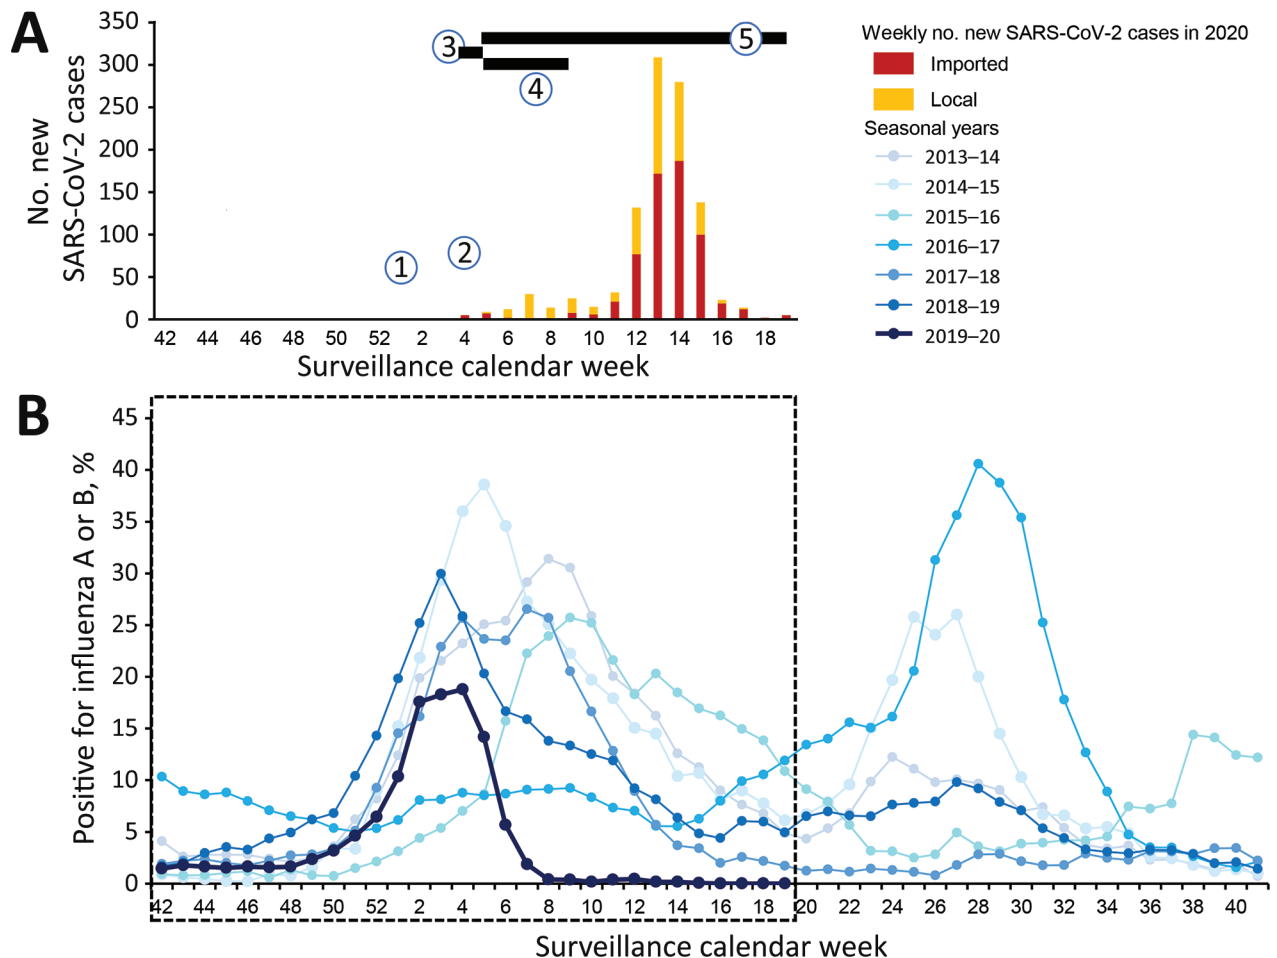 A
350
300
250
200
150
100
50
0
No. new
SARS-CoV-2 cases
3
5
4
1
2
42 44 46 48 50 52 2 4 6 8 10 12 14 16 18
Surveillance calendar week
Weekly no. new SARS-CoV-2 cases in 2020
Imported
Local
Seasonal years
2013–14
2014–15
2015–16
2016–17
2017–18
2018–19
2019–20
B
45
40
35
30
25
20
15
10
5
0
Positive for influenza A or B, %
42 44 46 48 50 52 2 4 6 8 10 12 14 16 18 20 22 24 26 28 30 32 34 36 38 40
Surveillance calendar week